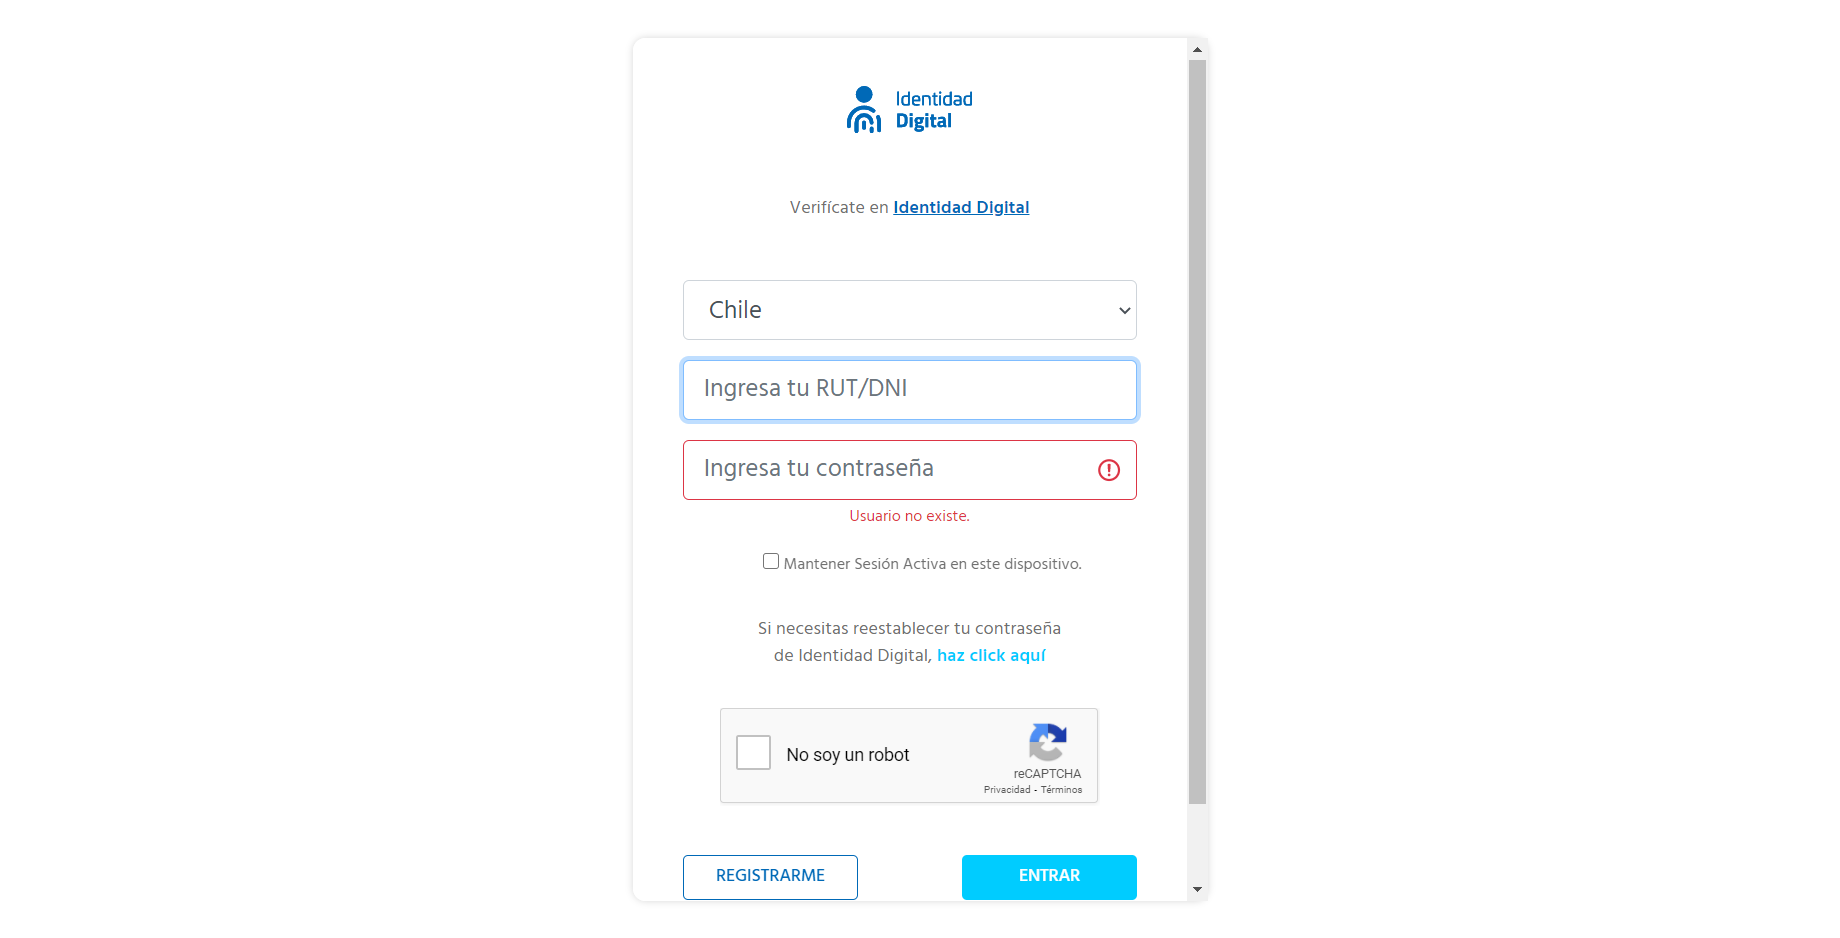 Identidad
Digital
Verifícate en Identidad Digital
Chile
Ingresa tu RUT/DNI
Ingresa tu contraseña
Usuario no existe.
Mantener Sesión Activa en este dispositivo.
Si necesitas reestablecer tu contraseña
de Identidad Digital, haz click aquí
No soy un robot
reCAPTCHA
Privacidad - Términos
REGISTRARME
ENTRAR